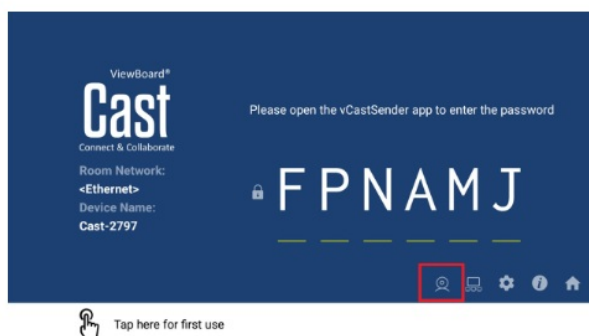 ViewBoard®
Cast
Connect & Collaborate
Please open the vCastSender app to enter the password
Room Network:
<Ethernet>
Device Name:
Cast-2797
FPNAMJ
Tap here for first use